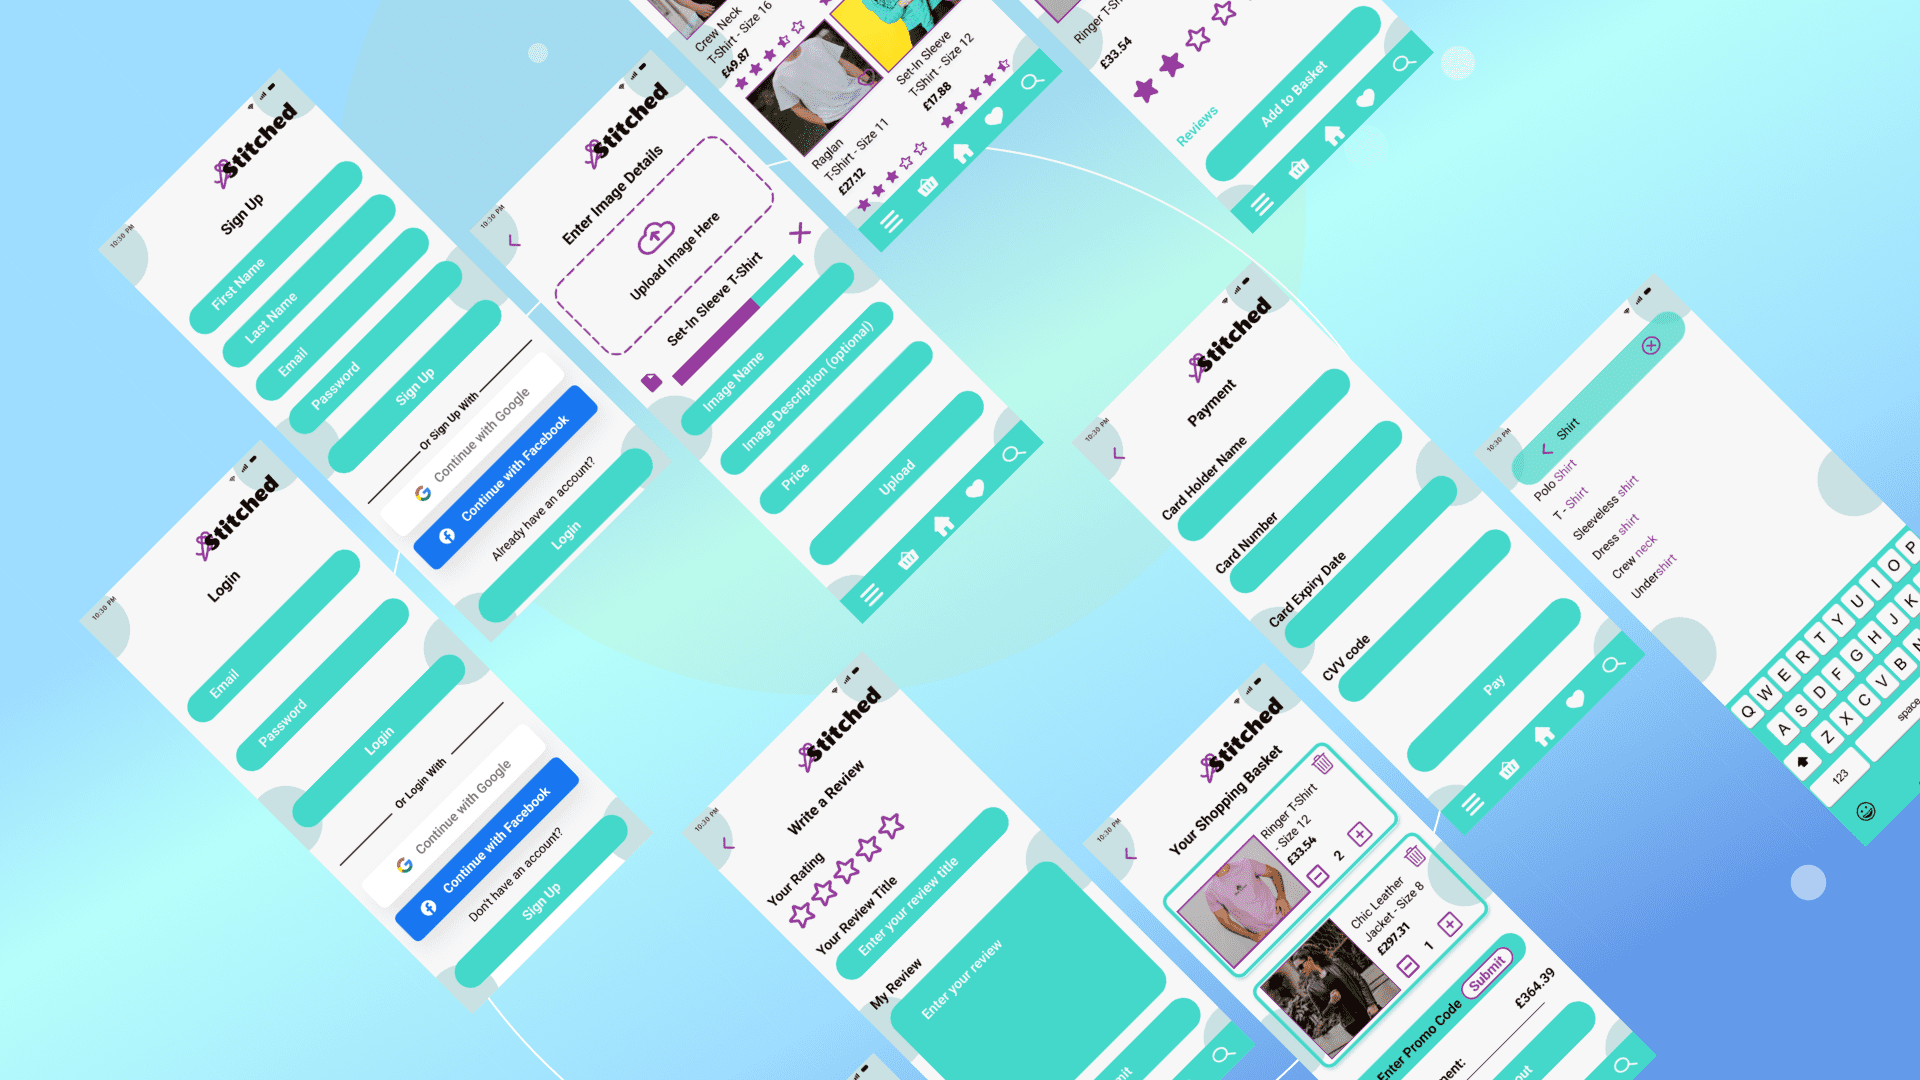 10:30 PM
Stitched
Sign Up
First Name
Last Name
Email
Password
Sign Up
Or Sign Up With
Continue with Google
Continue with Facebook
Already have an account?
Login
10:30 PM
Stitched
Enter Image Details
Upload Image Here
Set-In Sleeve T-Shirt
Image Name
Image Description (optional)
Price
Upload
Crew Neck
T-Shirt - Size 16
£49.87
Raglan
T-Shirt - Size 11
£27.12
Set-In Sleeve
T-Shirt - Size 12
£17.88
Ringer T-Sh
£33.54
Reviews
Add to Basket
10:30 PM
Stitched
Login
Email
Password
Login
Or Login With
Continue with Google
Continue with Facebook
Don't have an account?
Sign Up
10:30 PM
Stitched
Write a Review
Your Rating
Your Review Title
Enter your review title
My Review
Enter your review
mit
10:30 PM
Stitched
Payment
Card Holder Name
Card Number
Card Expiry Date
CVV code
Pay
10:30 PM
Stitched
Your Shopping Basket
Ringer T-Shirt
- Size 12
£33.54
2
Chic Leather
Jacket - Size 8
£297.31
1
Enter Promo Code
Submit
£364.39
ment:
out
10:30 PM
Shirt
Polo Shirt
T - Shirt
Sleeveless shirt
Dress shirt
Crew neck
Undershirt
Q W E R T Y U I O P
A S D F G H J K
Z X C V B N
123
space